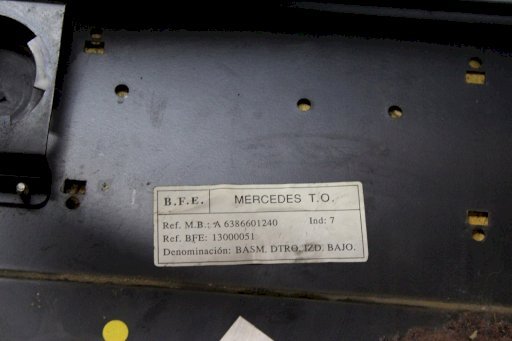 B.F.E. MERCEDES T.O.
Ref. M.B.: A 6386601240 Ind: 7
Ref. BFE: 13000051
Denominación: BASM. DTRO. IZD. BAJO.